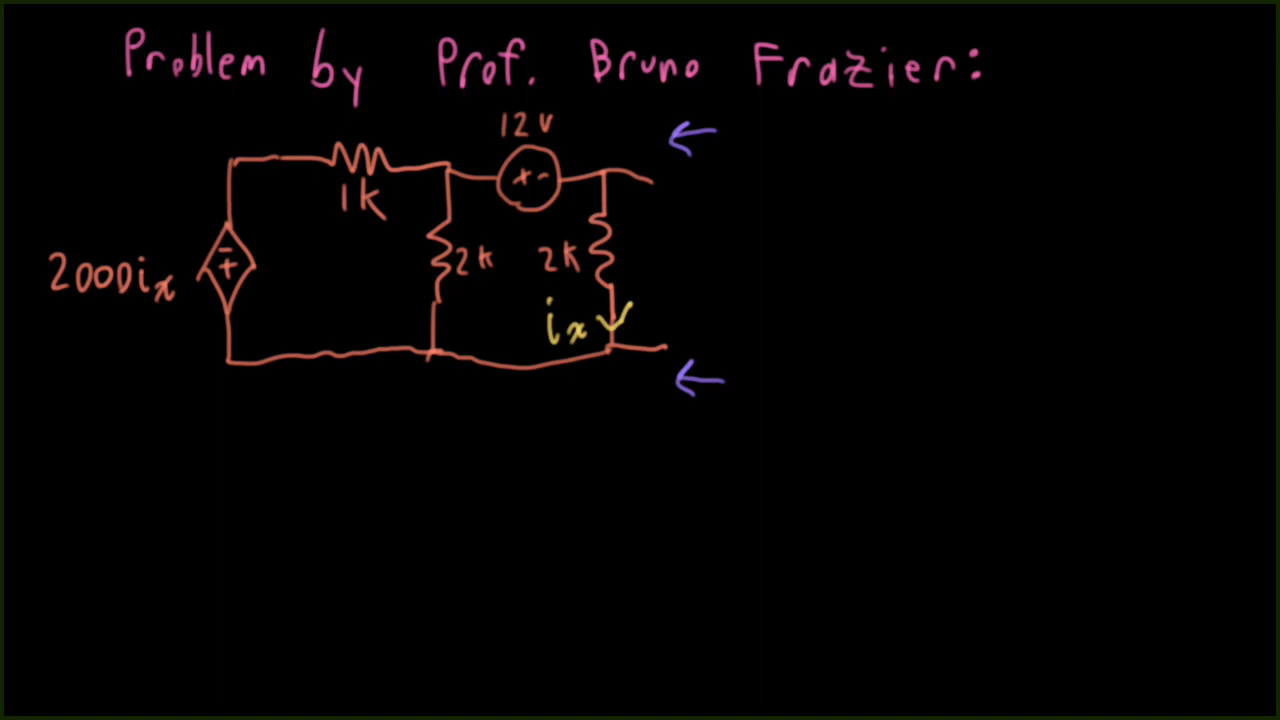 Problem by Prof. Bruno Frazier:
12 v
+ -
1K
2000ix
-
+
2k
2K
ix